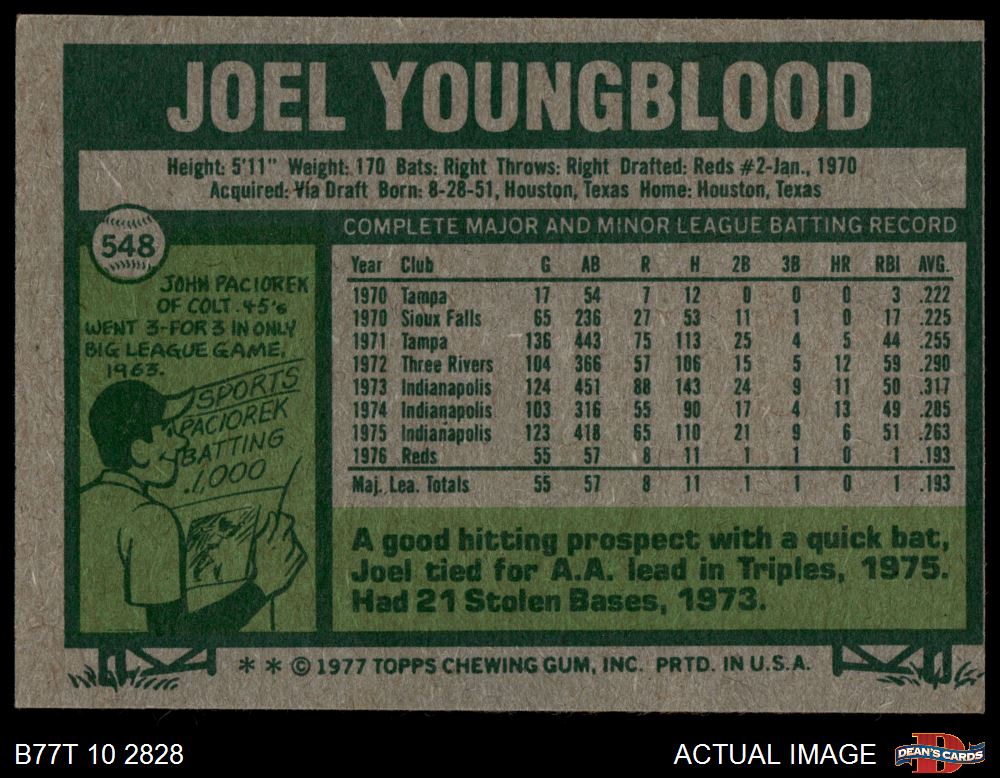 JOEL YOUNGBLOOD
Height: 5'11" Weight: 170 Bats: Right Throws: Right Drafted: Reds #2-Jan., 1970
Acquired: Via Draft Born: 8-28-51, Houston, Texas Home: Houston, Texas
548
JOHN PACIOREK
OF COLT .45's
WENT 3-FOR 3 IN ONLY
BIG LEAGUE GAME,
1963.
SPORTS
PACIOREK
BATTING
.1,000
COMPLETE MAJOR AND MINOR LEAGUE BATTING RECORD
Year Club G AB R H 2B 3B HR RBI AVG.
1970 Tampa 17 54 7 12 0 0 0 3 .222
1970 Sioux Falls 65 236 27 53 11 1 0 17 .225
1971 Tampa 136 443 75 113 25 4 5 44 .255
1972 Three Rivers 104 366 57 106 15 5 12 59 .290
1973 Indianapolis 124 451 88 143 24 9 11 50 .317
1974 Indianapolis 103 316 55 90 17 4 13 49 .285
1975 Indianapolis 123 418 65 110 21 9 6 51 .263
1976 Reds 55 57 8 11 1 1 0 1 .193
Maj. Lea. Totals 55 57 8 11 1 1 0 1 .193
A good hitting prospect with a quick bat,
Joel tied for A.A. lead in Triples, 1975.
Had 21 Stolen Bases, 1973.
* * © 1977 TOPPS CHEWING GUM, INC. PRTD. IN U.S.A.
B77T 10 2828
ACTUAL IMAGE
D
DEAN'S CARDS